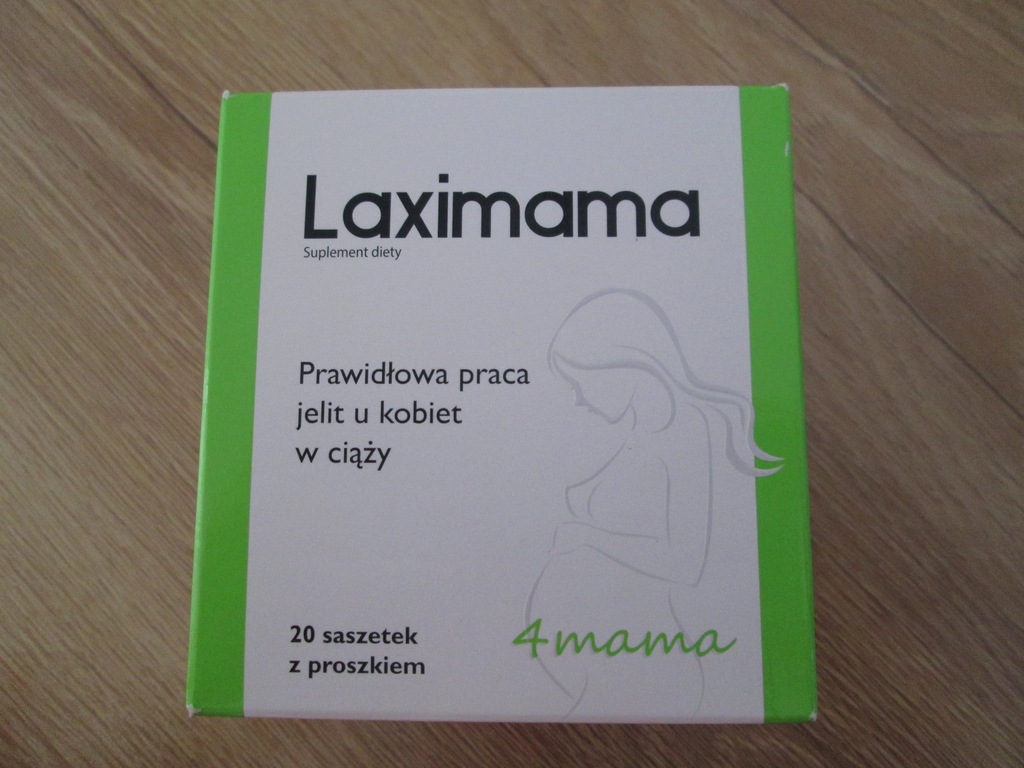 Laximama
Suplement diety
Prawidłowa praca
jelit u kobiet
w ciąży
20 saszetek
z proszkiem
4mama